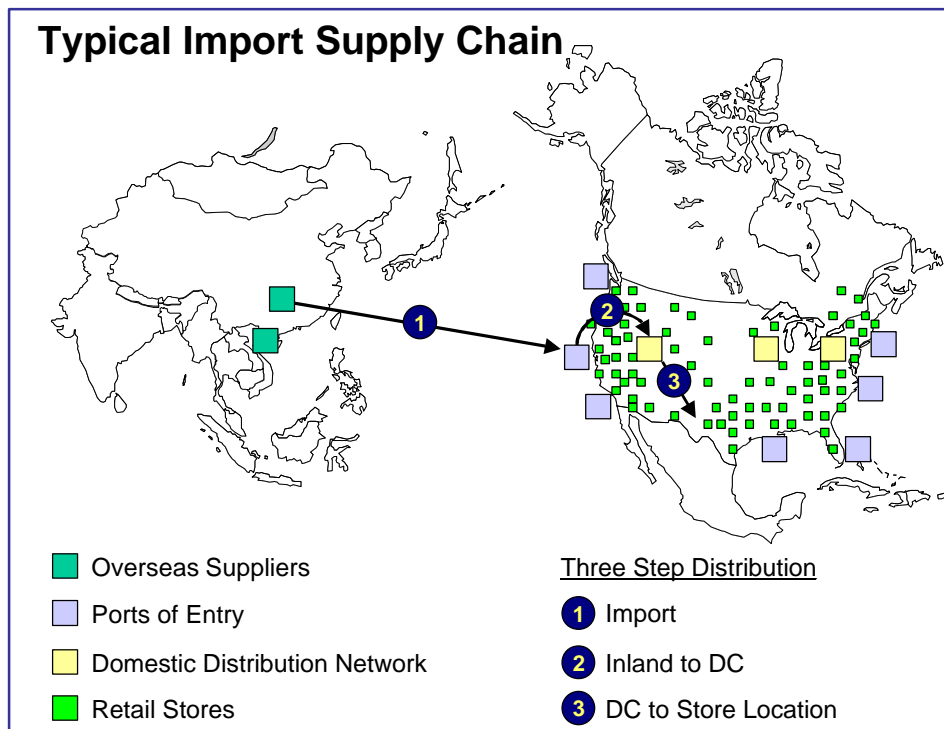 Typical Import Supply Chain
1
2
3
Overseas Suppliers
Ports of Entry
Domestic Distribution Network
Retail Stores
Three Step Distribution
1 Import
2 Inland to DC
3 DC to Store Location